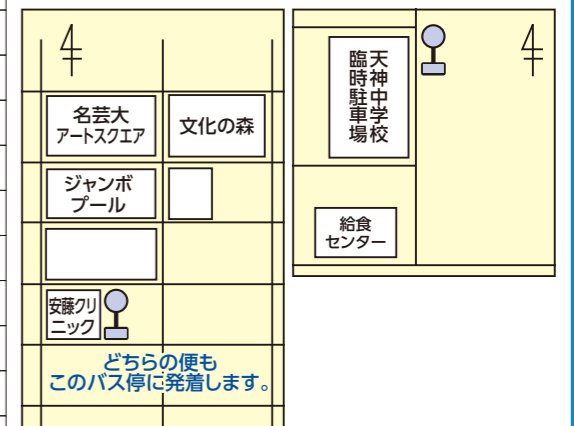 名芸大
アートスクエア
文化の森
ジャンボ
プール
安藤クリ
ニック
どちらの便も
このバス停に発着します。
天神中学校
臨時駐車場
給食
センター